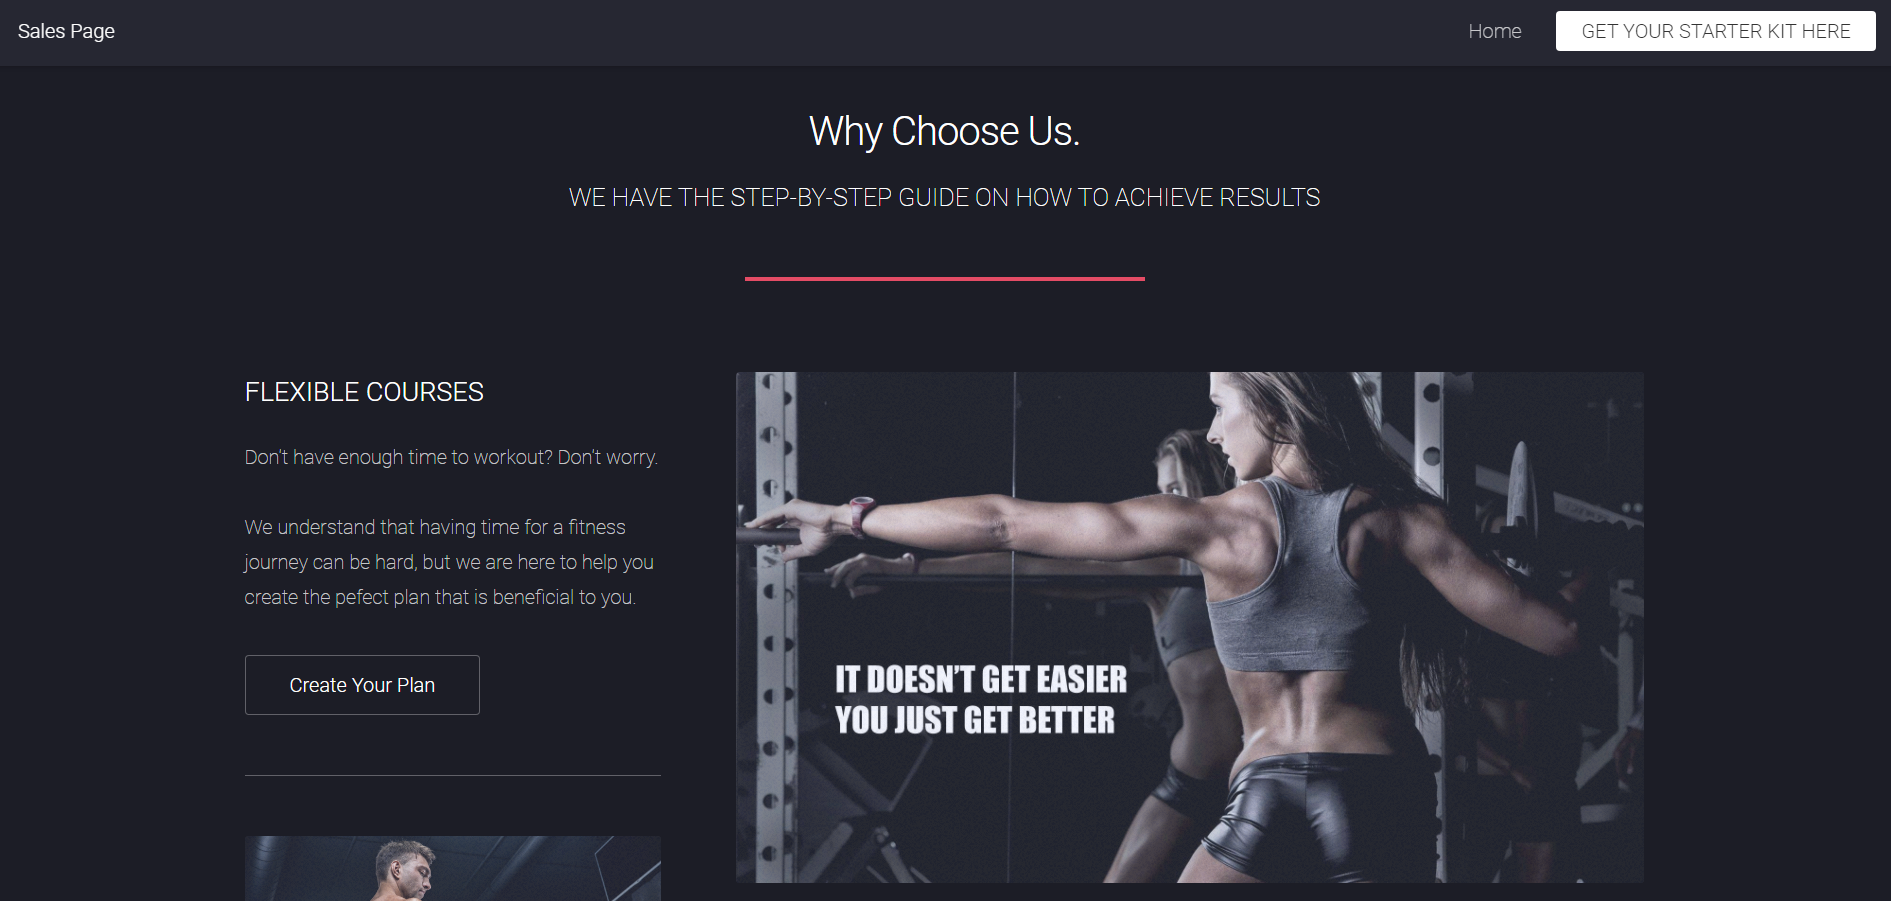 Sales Page
Home
GET YOUR STARTER KIT HERE
Why Choose Us.
WE HAVE THE STEP-BY-STEP GUIDE ON HOW TO ACHIEVE RESULTS
FLEXIBLE COURSES
Don't have enough time to workout? Don't worry.
We understand that having time for a fitness
journey can be hard, but we are here to help you
create the pefect plan that is beneficial to you.
Create Your Plan
IT DOESN'T GET EASIER
YOU JUST GET BETTER